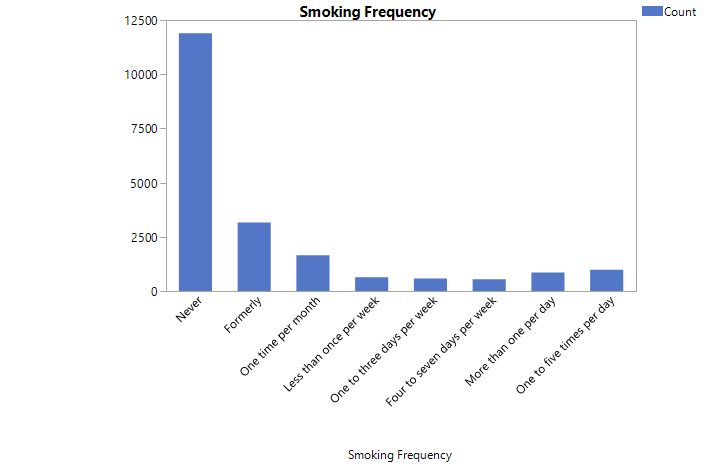 Smoking Frequency
Count
12500
10000
7500
5000
2500
0
Never
Formerly
One time per month
Less than once per week
One to three days per week
Four to seven days per week
More than one per day
One to five times per day
Smoking Frequency